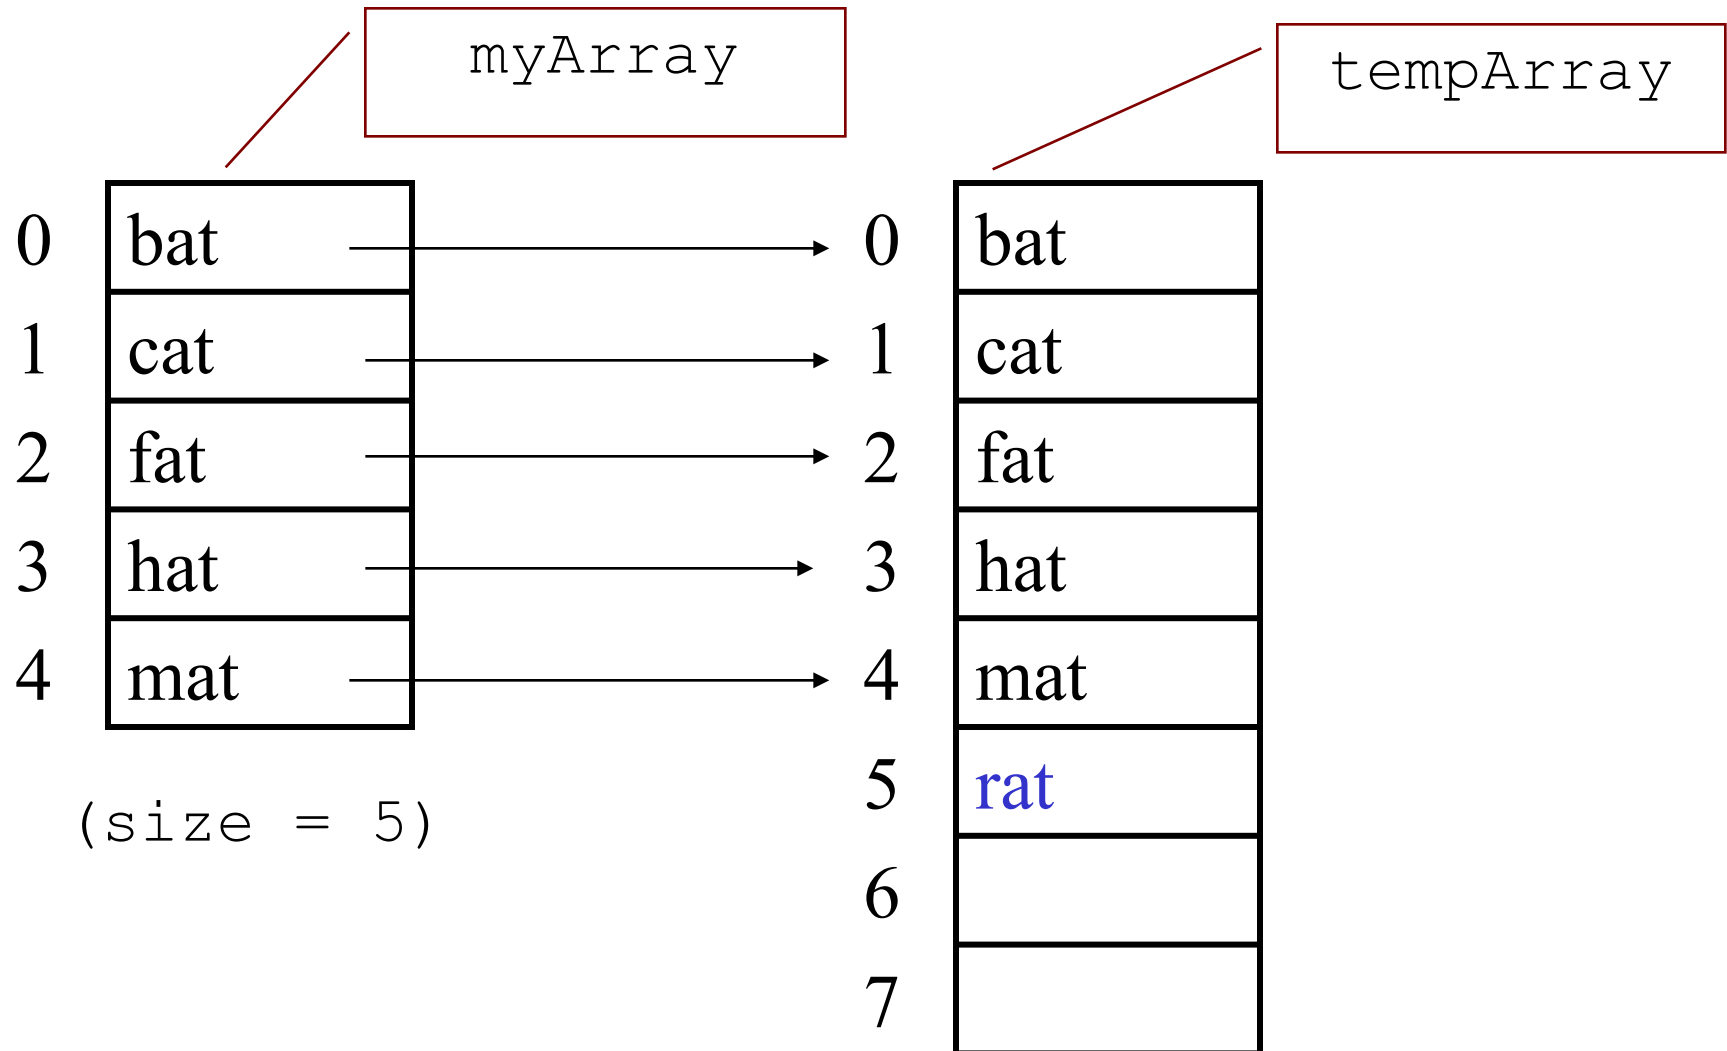 myArray
tempArray
0 bat 0 bat
1 cat 1 cat
2 fat 2 fat
3 hat 3 hat
4 mat 4 mat
5 rat
(size = 5)
6
7